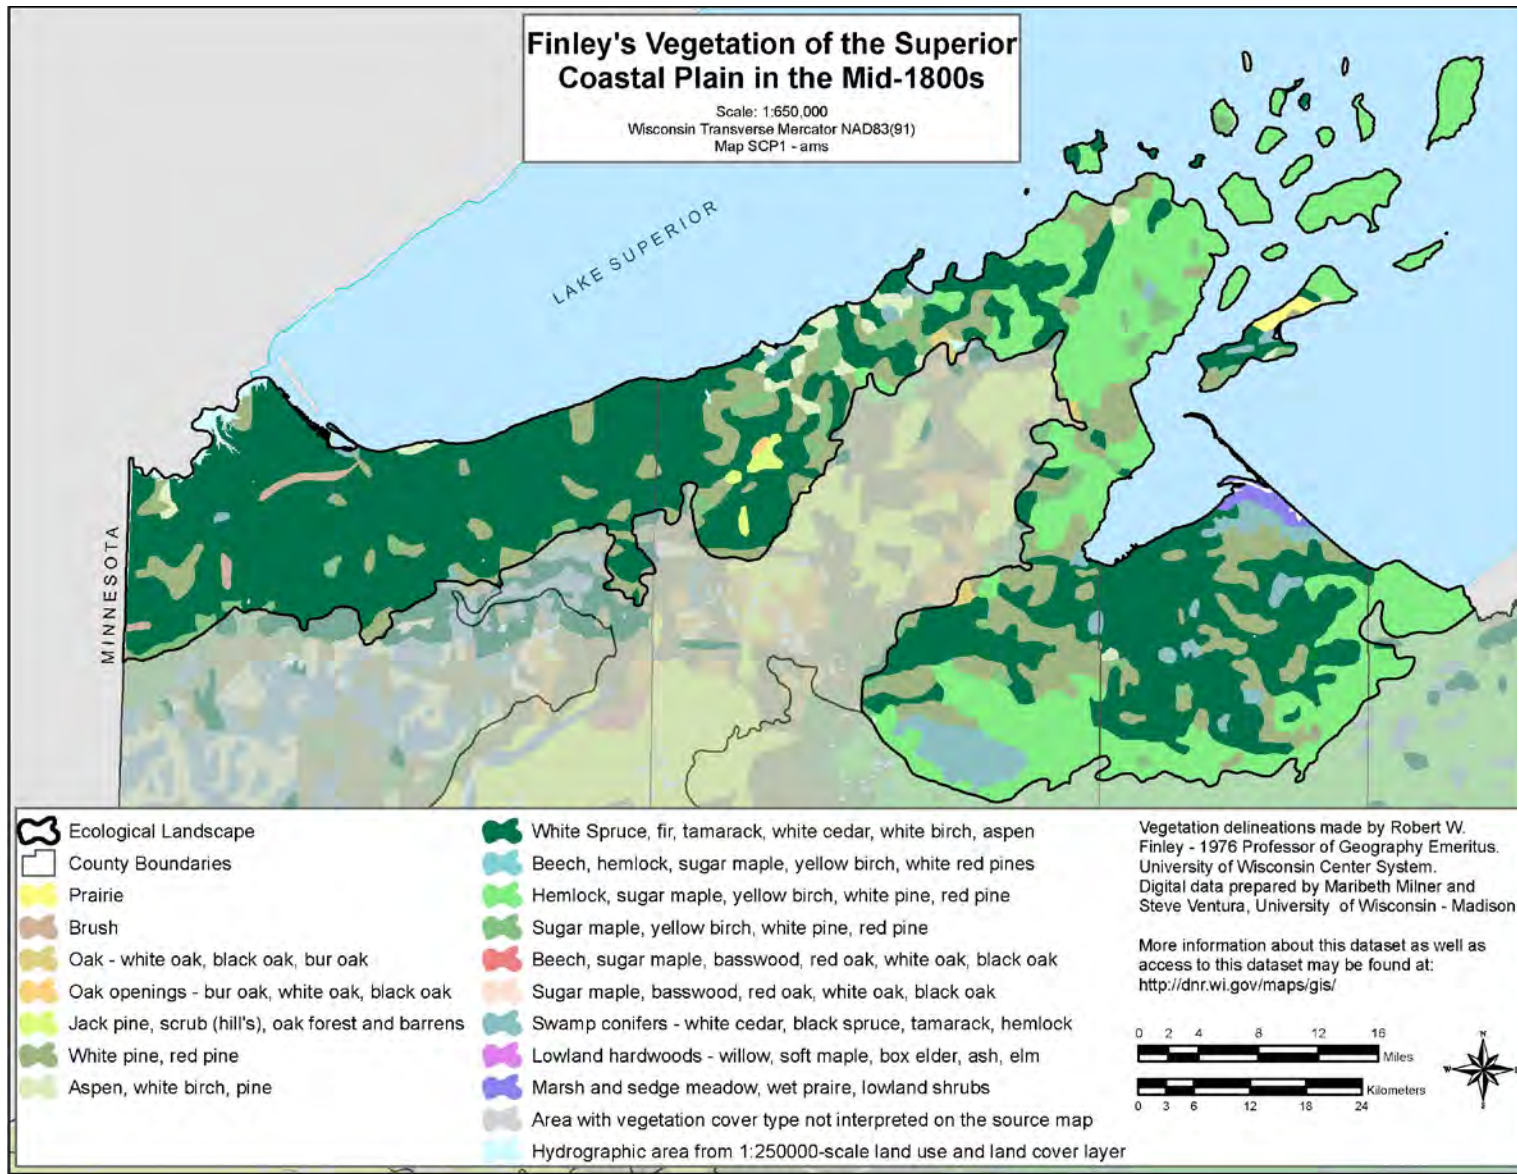 Finley's Vegetation of the Superior
Coastal Plain in the Mid-1800s
Scale: 1:650,000
Wisconsin Transverse Mercator NAD83(91)
Map SCP1 - ams
LAKE SUPERIOR
MINNESOTA
Ecological Landscape
County Boundaries
Prairie
Brush
Oak - white oak, black oak, bur oak
Oak openings - bur oak, white oak, black oak
Jack pine, scrub (hill's), oak forest and barrens
White pine, red pine
Aspen, white birch, pine
White Spruce, fir, tamarack, white cedar, white birch, aspen
Beech, hemlock, sugar maple, yellow birch, white red pines
Hemlock, sugar maple, yellow birch, white pine, red pine
Sugar maple, yellow birch, white pine, red pine
Beech, sugar maple, basswood, red oak, white oak, black oak
Sugar maple, basswood, red oak, white oak, black oak
Swamp conifers - white cedar, black spruce, tamarack, hemlock
Lowland hardwoods - willow, soft maple, box elder, ash, elm
Marsh and sedge meadow, wet praire, lowland shrubs
Area with vegetation cover type not interpreted on the source map
Hydrographic area from 1:250000-scale land use and land cover layer
Vegetation delineations made by Robert W.
Finley - 1976 Professor of Geography Emeritus.
University of Wisconsin Center System.
Digital data prepared by Maribeth Milner and
Steve Ventura, University of Wisconsin - Madison
More information about this dataset as well as
access to this dataset may be found at:
http://dnr.wi.gov/maps/gis/
0 2 4 8 12 16
Miles
Kilometers
0 3 6 12 18 24
N
W E
S